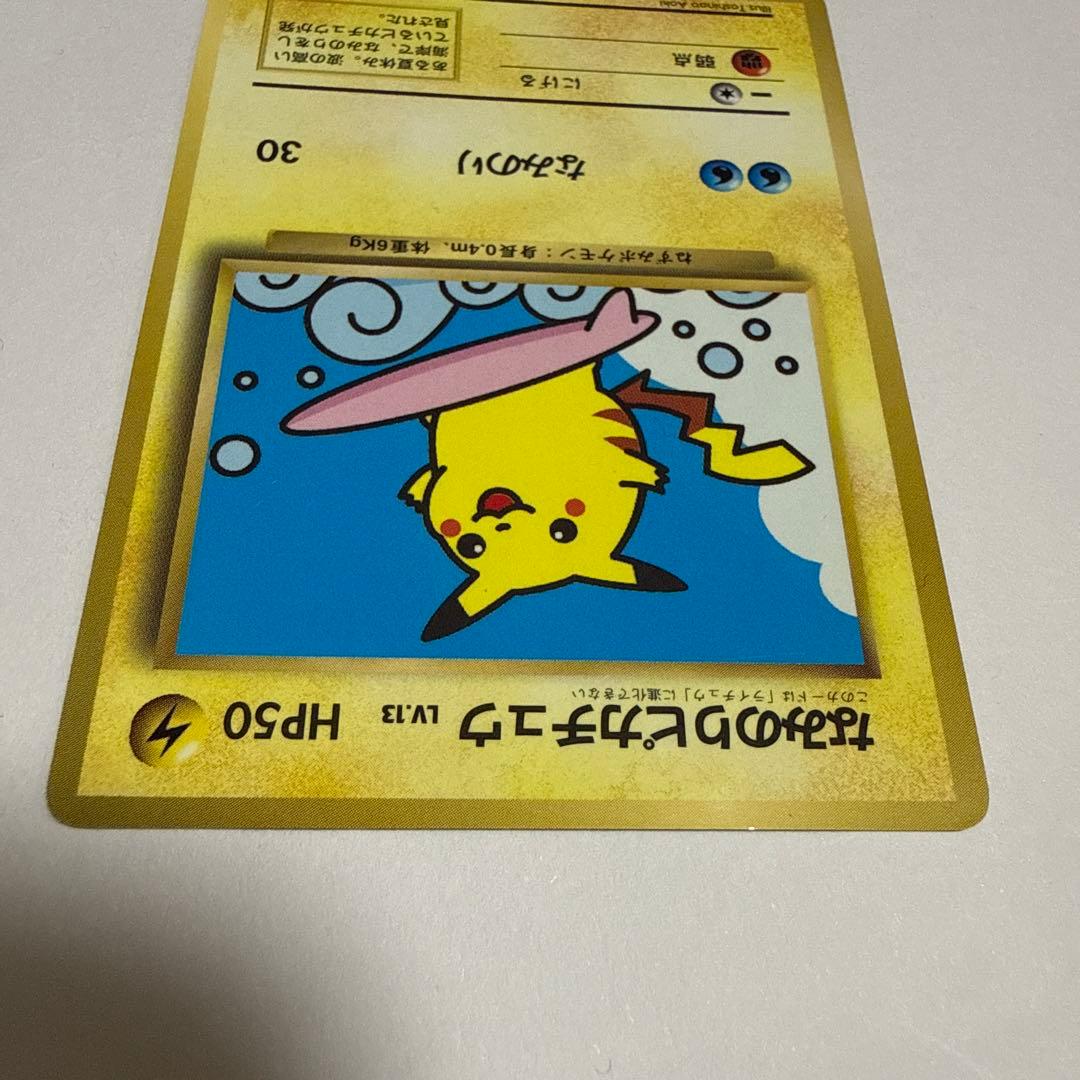 なみのりピカチュウ LV.13 HP50
このカードは「ライチュウ」に進化できない
ねずみポケモン：身長0.4m、体重6Kg
なみのり 30
にげる
弱点
ある夏休み。波の高い
海岸で、なみのりをし
ているピカチュウが発
見された。
Illus.Toshinao Aoki